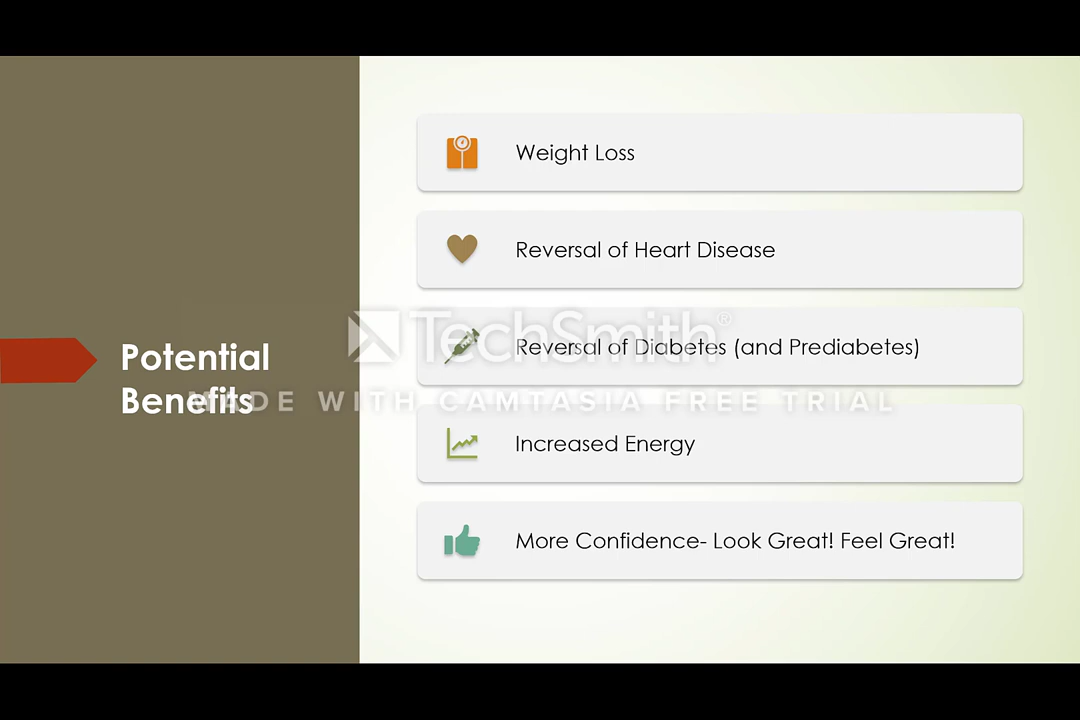 Weight Loss
Reversal of Heart Disease
TechSmith®
Reversal of Diabetes (and Prediabetes)
Potential
Benefits
MADE WITH CAMTASIA FREE TRIAL
Increased Energy
More Confidence- Look Great! Feel Great!